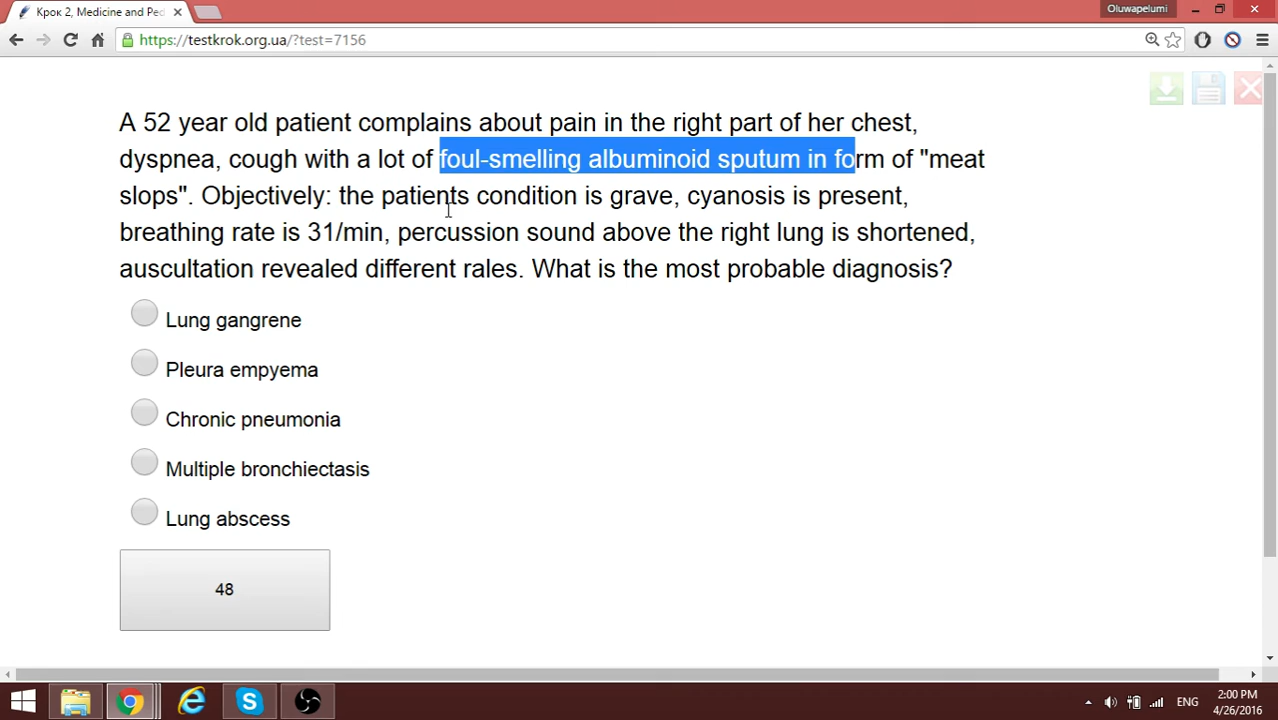 Крок 2, Medicine and Pedi
Oluwapelumi
https://testkrok.org.ua/?test=7156
A 52 year old patient complains about pain in the right part of her chest,
dyspnea, cough with a lot of foul-smelling albuminoid sputum in form of "meat
slops". Objectively: the patients condition is grave, cyanosis is present,
breathing rate is 31/min, percussion sound above the right lung is shortened,
auscultation revealed different rales. What is the most probable diagnosis?
Lung gangrene
Pleura empyema
Chronic pneumonia
Multiple bronchiectasis
Lung abscess
48
ENG
2:00 PM
4/26/2016